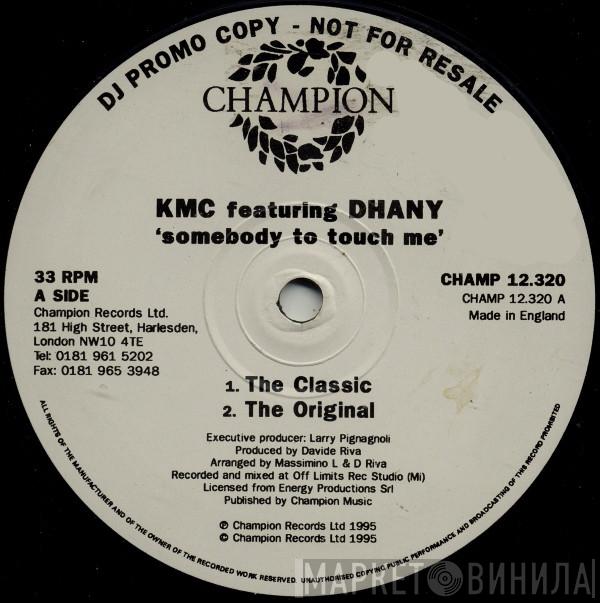 DJ PROMO COPY - NOT FOR RESALE
CHAMPION
KMC featuring DHANY
'somebody to touch me'
33 RPM
A SIDE
Champion Records Ltd.
181 High Street, Harlesden,
London NW10 4TE
Tel: 0181 961 5202
Fax: 0181 965 3948
CHAMP 12.320
CHAMP 12.320 A
Made in England
1. The Classic
2. The Original
Executive producer: Larry Pignagnoli
Produced by Davide Riva
Arranged by Massimino L & D Riva
Recorded and mixed at Off Limits Rec Studio (Mi)
Licensed from Energy Productions Srl
Published by Champion Music
℗ Champion Records Ltd 1995
© Champion Records Ltd 1995
ALL RIGHTS OF THE MANUFACTURER AND OF THE OWNER OF THE RECORDED WORK RESERVED. UNAUTHORISED COPYING PUBLIC PERFORMANCE AND BROADCASTING OF THIS RECORD PROHIBITED
МАРКЕТ ВИНИЛА